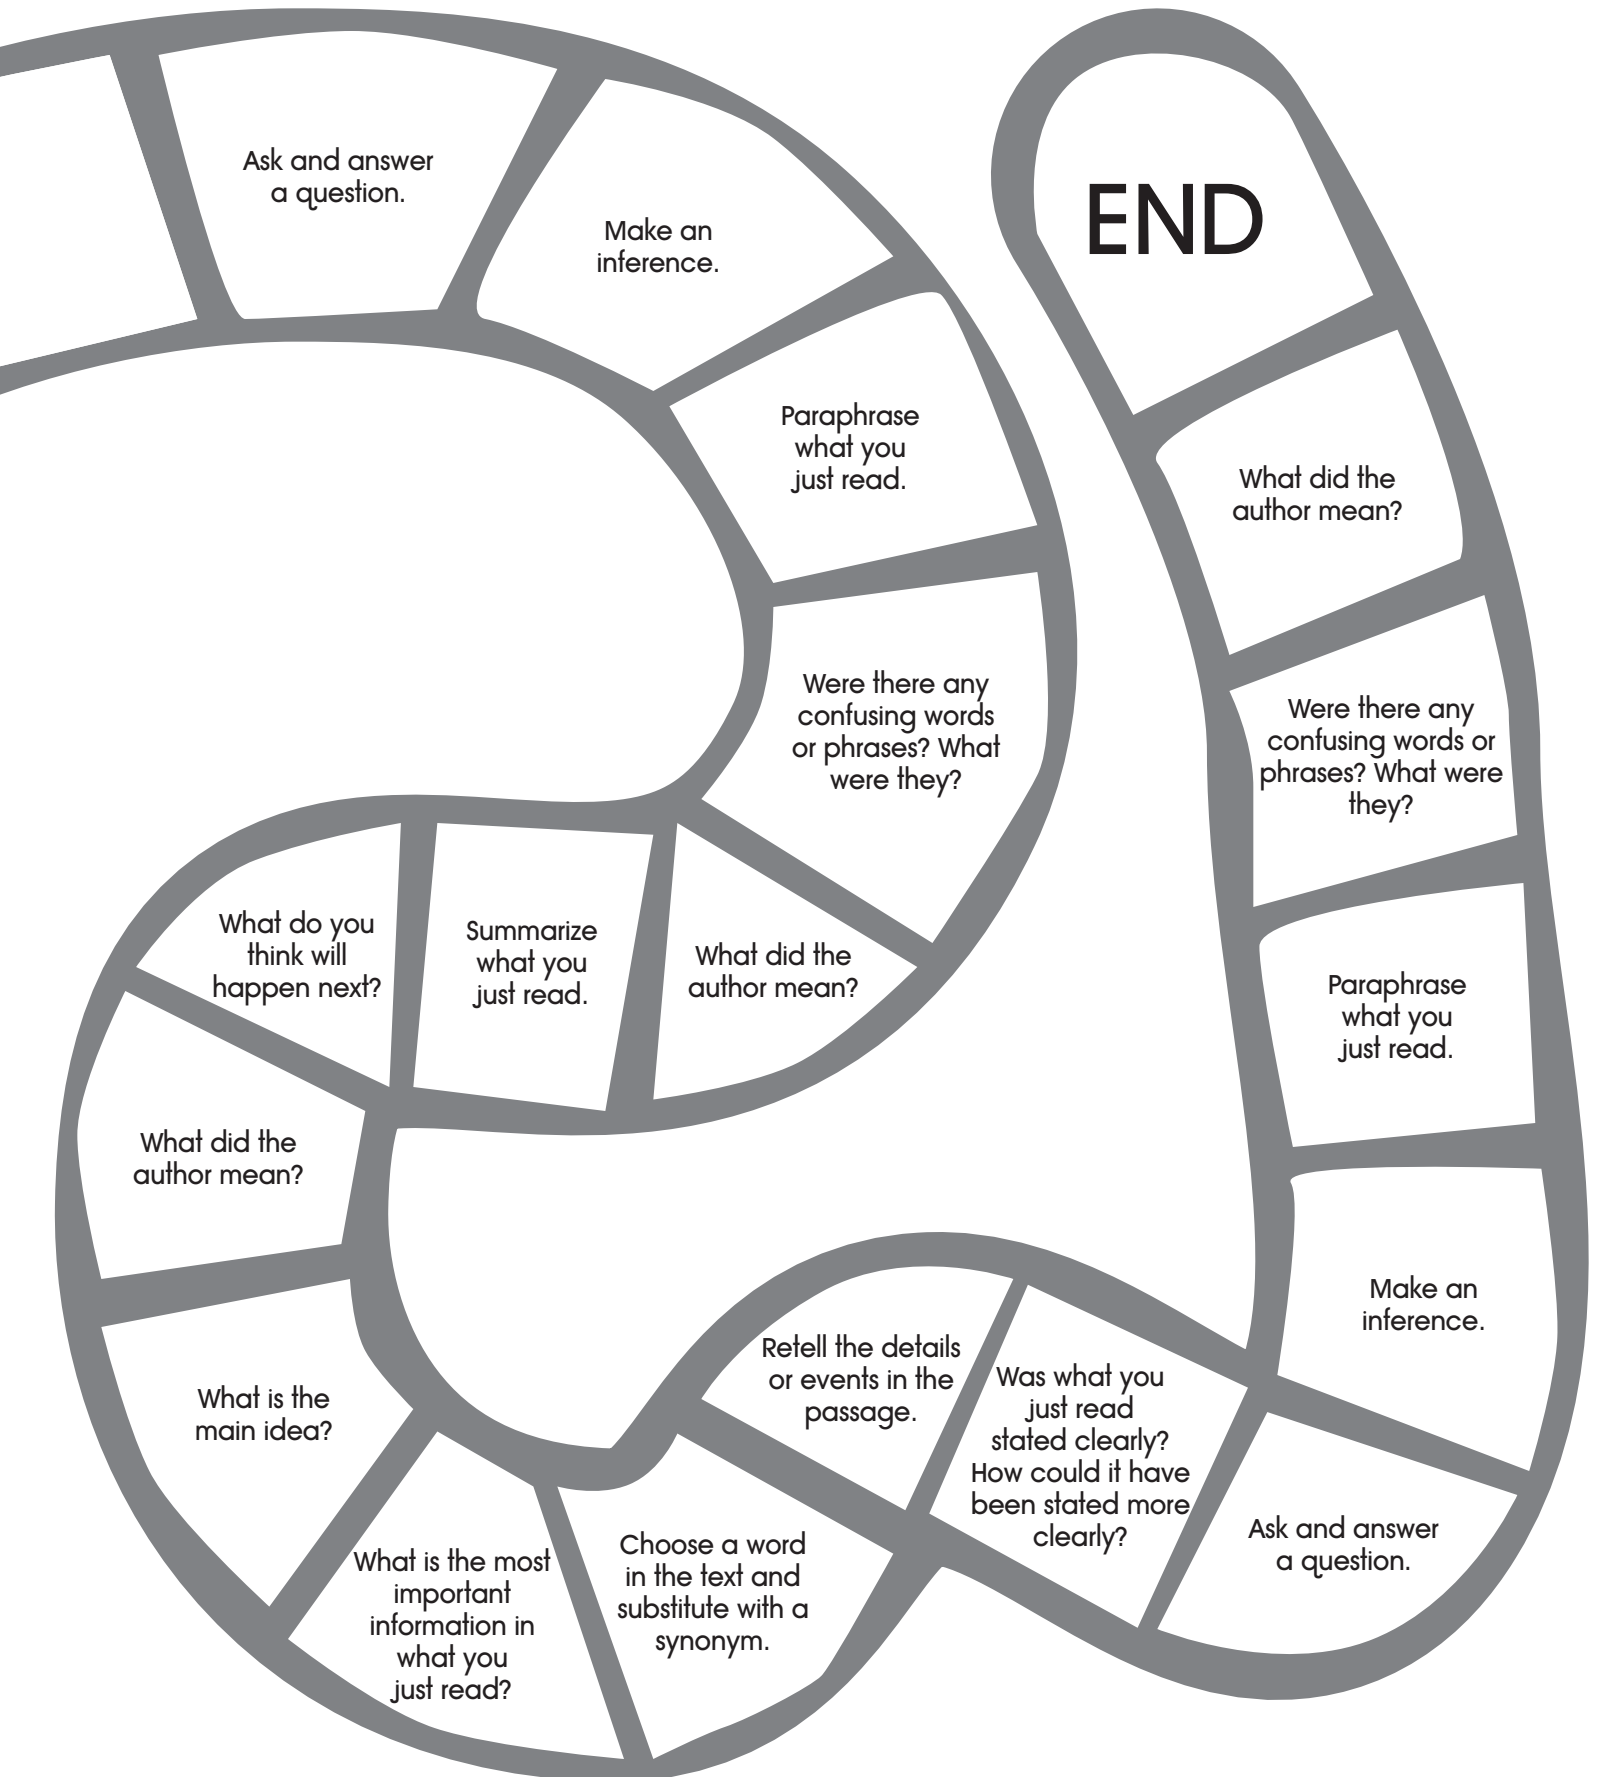 Ask and answer
a question.
Make an
inference.
Paraphrase
what you
just read.
Were there any
confusing words
or phrases? What
were they?
What did the
author mean?
Summarize
what you
just read.
What do you
think will
happen next?
What did the
author mean?
What is the
main idea?
What is the most
important
information in
what you
just read?
Choose a word
in the text and
substitute with a
synonym.
Retell the details
or events in the
passage.
Was what you
just read
stated clearly?
How could it have
been stated more
clearly?
Ask and answer
a question.
Make an
inference.
Paraphrase
what you
just read.
Were there any
confusing words or
phrases? What were
they?
What did the
author mean?
END